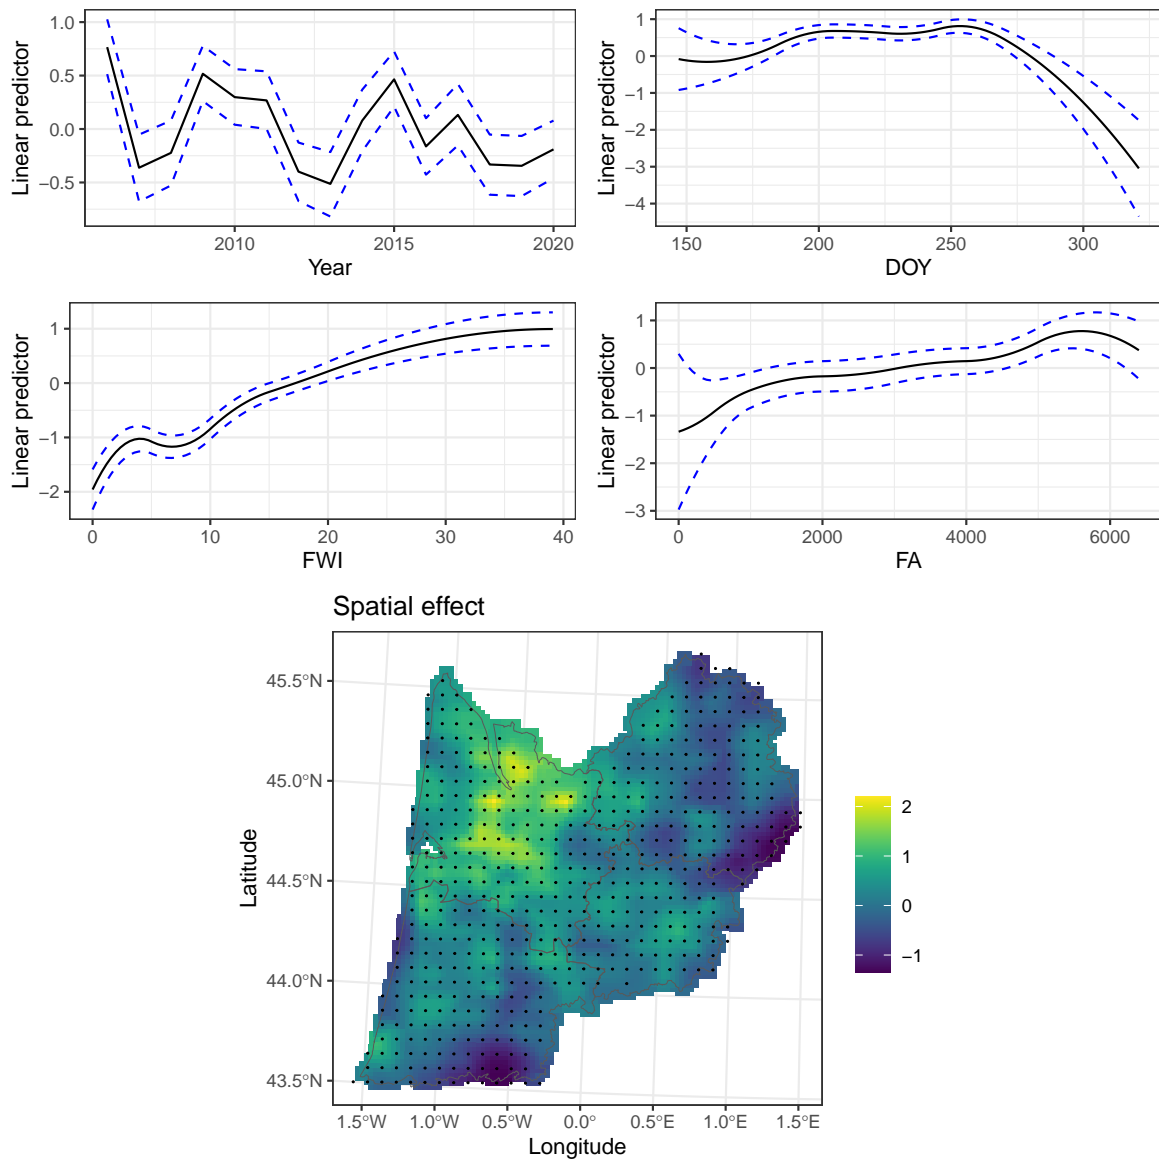 Linear predictor
1.0
0.5
0.0
−0.5
2010 2015 2020
Year
Linear predictor
1
0
−1
−2
−3
−4
150 200 250 300
DOY
Linear predictor
1
0
−1
−2
0 10 20 30 40
FWI
Linear predictor
1
0
−1
−2
−3
0 2000 4000 6000
FA
Spatial effect
Latitude
45.5°N
45.0°N
44.5°N
44.0°N
43.5°N
1.5°W 1.0°W 0.5°W 0.0° 0.5°E 1.0°E 1.5°E
Longitude
2
1
0
−1